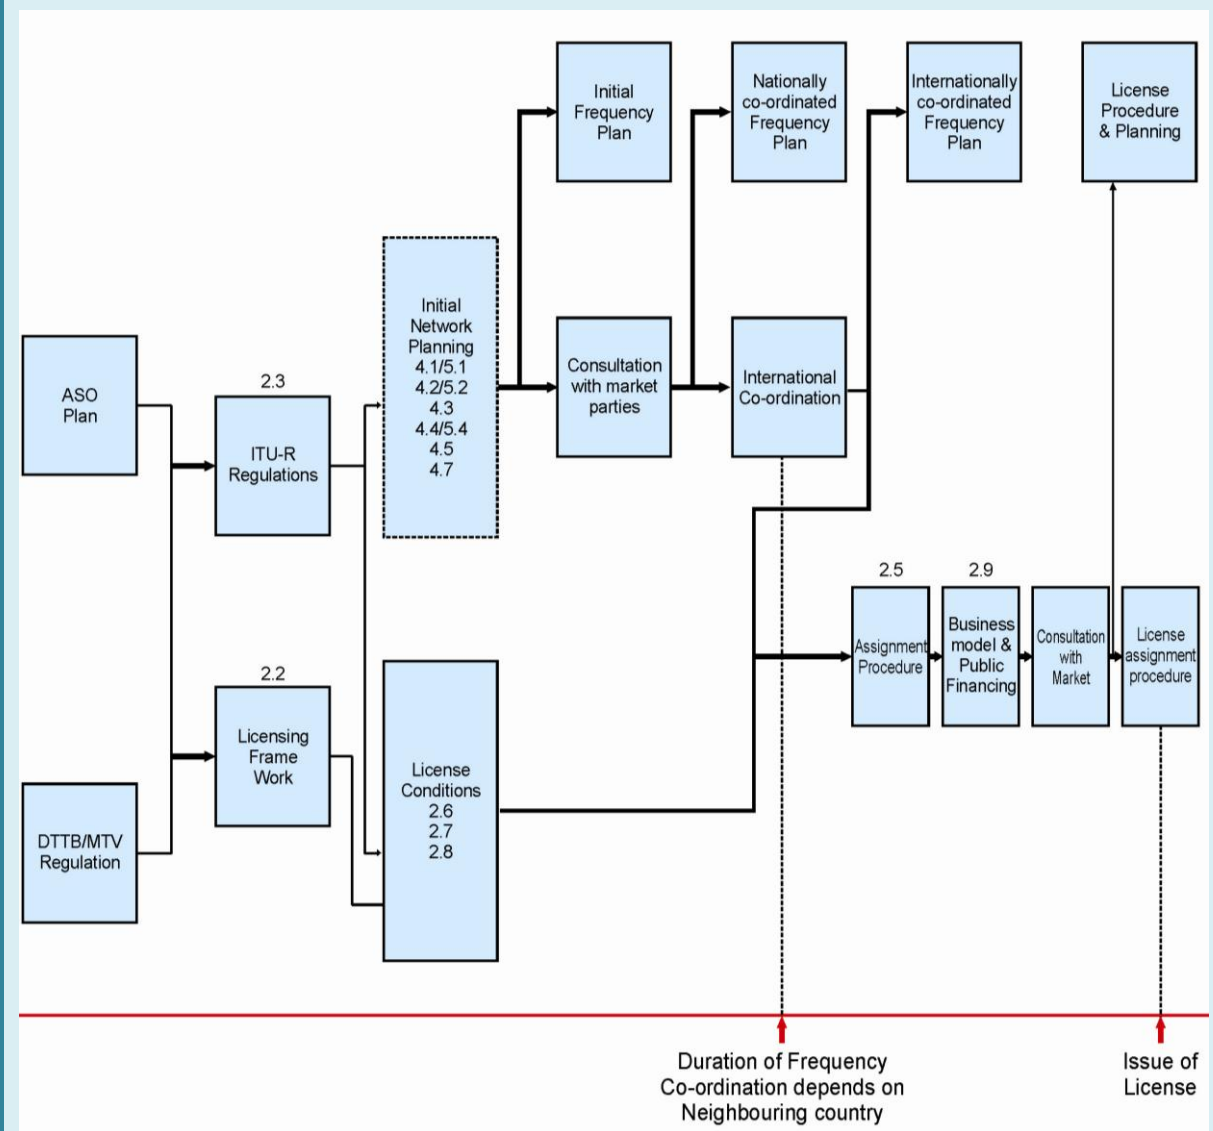 Initial
Frequency
Plan
Nationally
co-ordinated
Frequency
Plan
Internationally
co-ordinated
Frequency
Plan
License
Procedure
& Planning
Initial
Network
Planning
4.1/5.1
4.2/5.2
4.3
4.4/5.4
4.5
4.7
Consultation
with market
parties
International
Co-ordination
ASO
Plan
2.3
ITU-R
Regulations
2.5
Assignment
Procedure
2.9
Business
model &
Public
Financing
Consultation
with
Market
License
assignment
procedure
2.2
Licensing
Frame
Work
License
Conditions
2.6
2.7
2.8
DTTB/MTV
Regulation
Duration of Frequency
Co-ordination depends on
Neighbouring country
Issue of
License